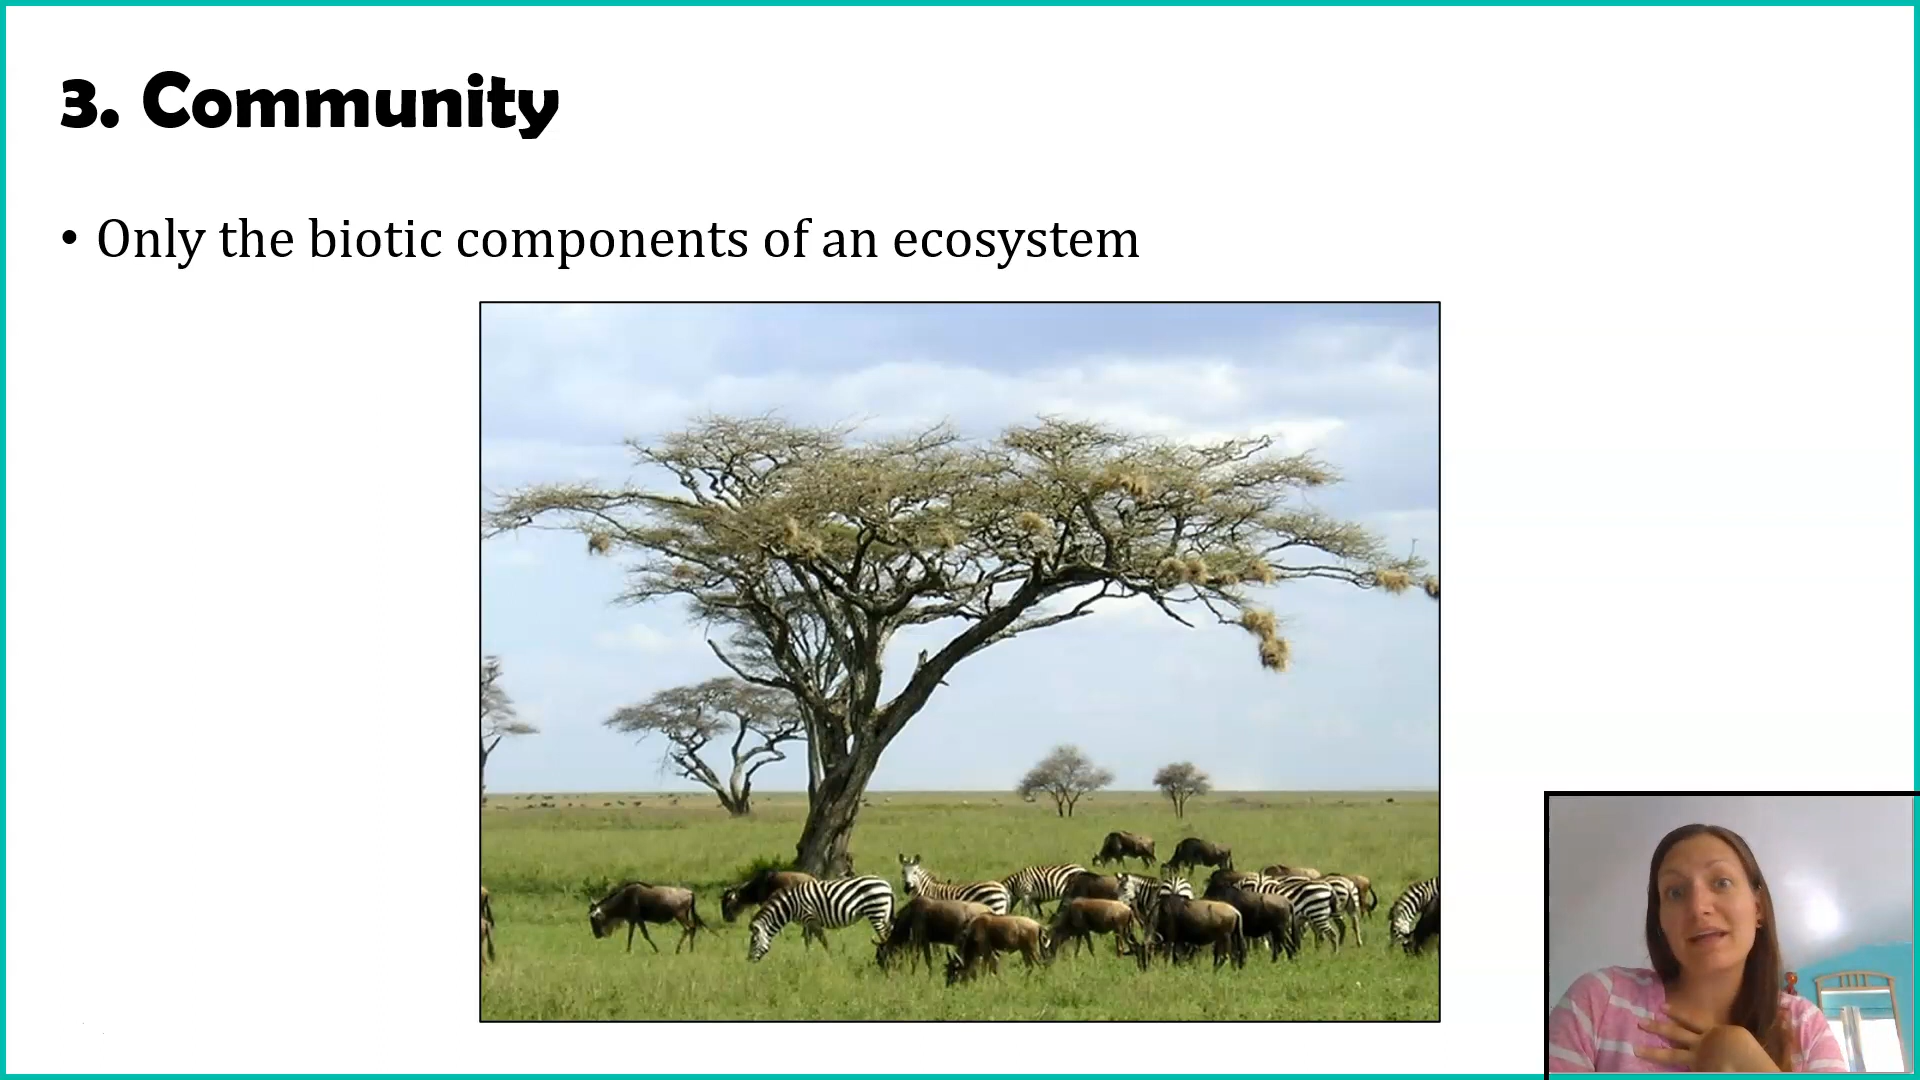 3. Community
• Only the biotic components of an ecosystem